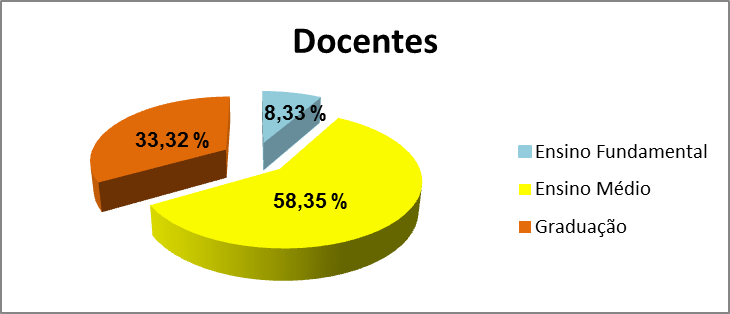 Docentes
8,33 %
33,32 %
58,35 %
Ensino Fundamental
Ensino Médio
Graduação